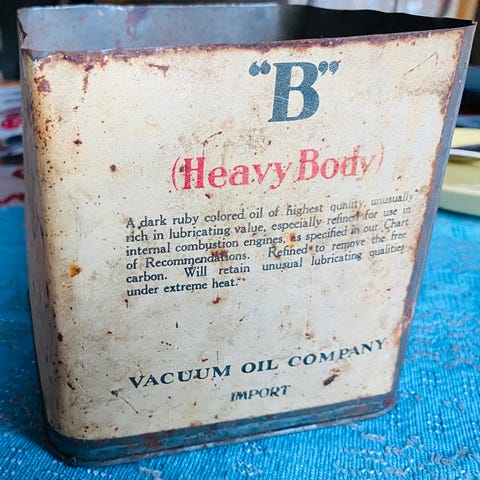 "B"
(Heavy Body)
A dark ruby colored oil of highest quality, unusually
rich in lubricating value, especially refined for use in
internal combustion engines, as specified in our Chart
of Recommendations. Refined to remove the free
carbon. Will retain unusual lubricating qualities
under extreme heat.
VACUUM OIL COMPANY
IMPORT